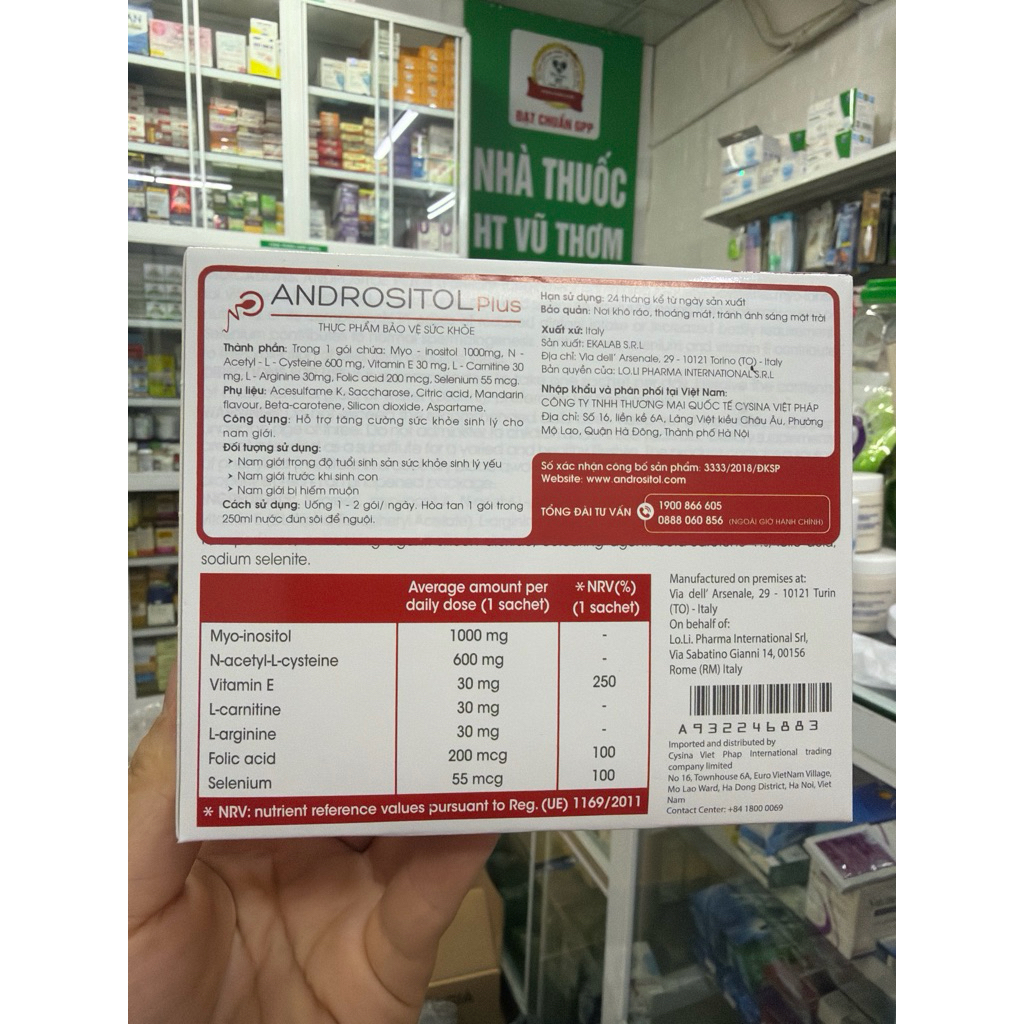 ĐẠT CHUẨN GPP
NHÀ THUỐC
HT VŨ THƠM
ANDROSITOL Plus
THỰC PHẨM BẢO VỆ SỨC KHỎE
Thành phần: Trong 1 gói chứa: Myo - inositol 1000mg, N -
Acetyl - L - Cysteine 600 mg, Vitamin E 30 mg, L - Carnitine 30
mg, L - Arginine 30mg, Folic acid 200 mcg, Selenium 55 mcg.
Phụ liệu: Acesulfame K, Saccharose, Citric acid, Mandarin
flavour, Beta-carotene, Silicon dioxide, Aspartame.
Công dụng: Hỗ trợ tăng cường sức khỏe sinh lý cho
nam giới.
Đối tượng sử dụng:
➤ Nam giới trong độ tuổi sinh sản sức khỏe sinh lý yếu
➤ Nam giới trước khi sinh con
➤ Nam giới bị hiếm muộn
Cách sử dụng: Uống 1 - 2 gói/ ngày. Hòa tan 1 gói trong
250ml nước đun sôi để nguội.
Hạn sử dụng: 24 tháng kể từ ngày sản xuất
Bảo quản: Nơi khô ráo, thoáng mát, tránh ánh sáng mặt trời
Xuất xứ: Italy
Sản xuất: EKALAB S.R.L
Địa chỉ: Via dell' Arsenale, 29 - 10121 Torino (TO) - Italy
Bản quyền của: LO.LI PHARMA INTERNATIONAL S.R.L
Nhập khẩu và phân phối tại Việt Nam:
CÔNG TY TNHH THƯƠNG MẠI QUỐC TẾ CYSINA VIỆT PHÁP
Địa chỉ: Số 16, liền kề 6A, Làng Việt kiều Châu Âu, Phường
Mộ Lao, Quận Hà Đông, Thành phố Hà Nội
Số xác nhận công bố sản phẩm: 3333/2018/ĐKSP
Website: www.andrositol.com
TỔNG ĐÀI TƯ VẤN 1900 866 605
0888 060 856 (NGOÀI GIỜ HÀNH CHÍNH)
sodium selenite.
Average amount per daily dose (1 sachet) *NRV(%) (1 sachet)
Myo-inositol 1000 mg -
N-acetyl-L-cysteine 600 mg -
Vitamin E 30 mg 250
L-carnitine 30 mg -
L-arginine 30 mg -
Folic acid 200 mcg 100
Selenium 55 mcg 100
* NRV: nutrient reference values pursuant to Reg. (UE) 1169/2011
Manufactured on premises at:
Via dell' Arsenale, 29 - 10121 Turin
(TO) - Italy
On behalf of:
Lo.Li. Pharma International Srl,
Via Sabatino Gianni 14, 00156
Rome (RM) Italy
A932246883
Imported and distributed by
Cysina Viet Phap International trading
company limited
No 16, Townhouse 6A, Euro VietNam Village,
Mo Lao Ward, Ha Dong District, Ha Noi, Viet
Nam
Contact Center: +84 1800 0069